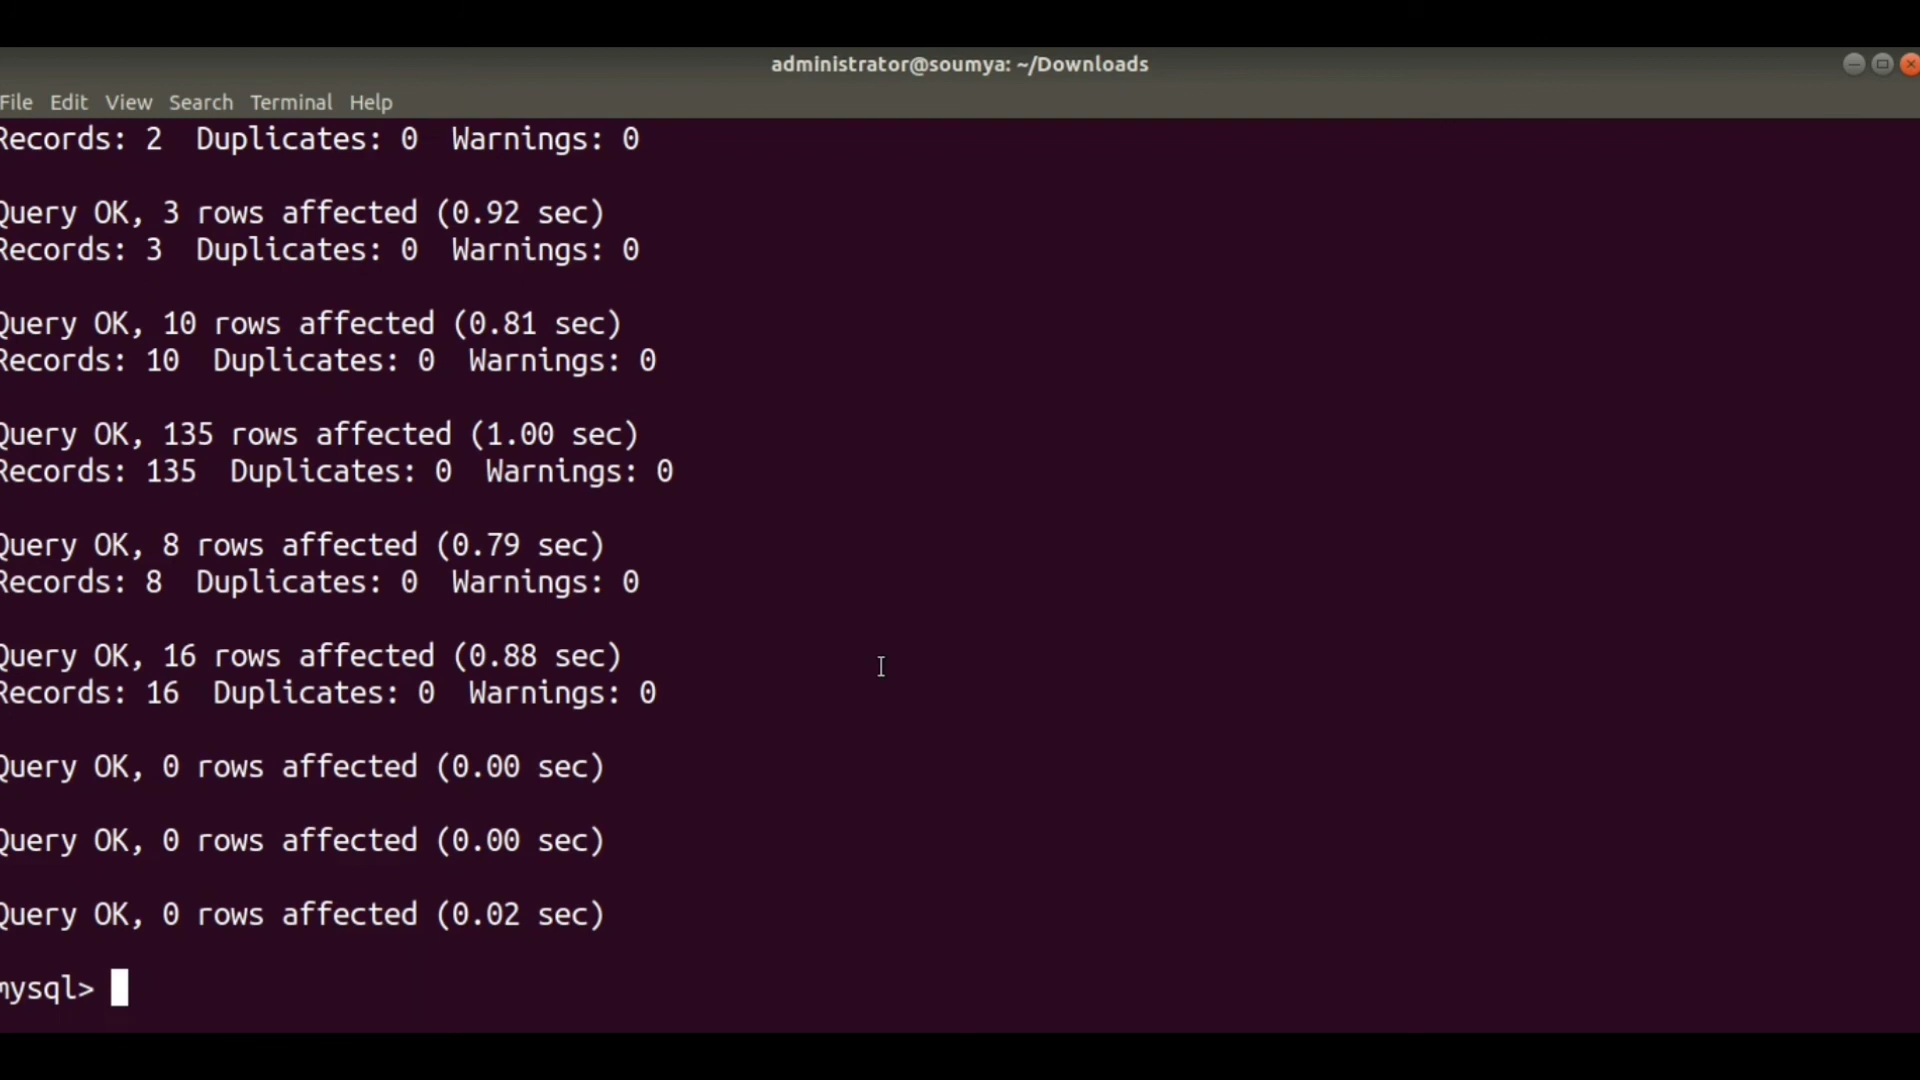 administrator@soumya: ~/Downloads
File Edit View Search Terminal Help
Records: 2  Duplicates: 0  Warnings: 0
Query OK, 3 rows affected (0.92 sec)
Records: 3  Duplicates: 0  Warnings: 0
Query OK, 10 rows affected (0.81 sec)
Records: 10  Duplicates: 0  Warnings: 0
Query OK, 135 rows affected (1.00 sec)
Records: 135  Duplicates: 0  Warnings: 0
Query OK, 8 rows affected (0.79 sec)
Records: 8  Duplicates: 0  Warnings: 0
Query OK, 16 rows affected (0.88 sec)
Records: 16  Duplicates: 0  Warnings: 0
Query OK, 0 rows affected (0.00 sec)
Query OK, 0 rows affected (0.00 sec)
Query OK, 0 rows affected (0.02 sec)
mysql>